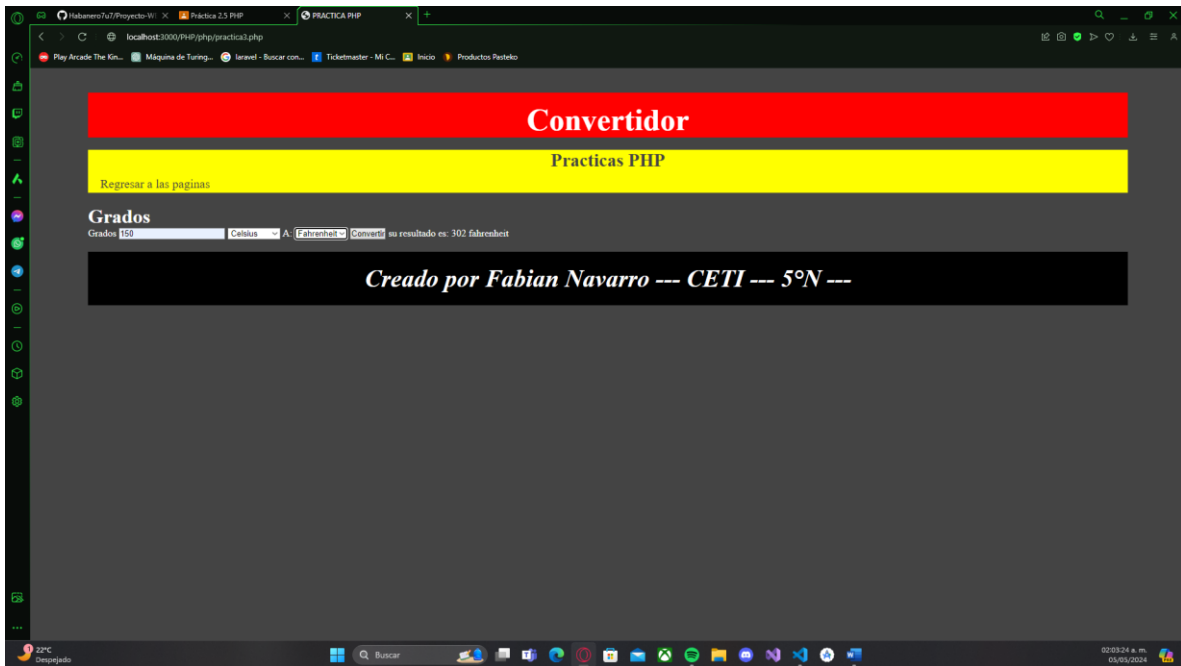 Habanero7u7/Proyecto-W Práctica 2.5 PHP PRACTICA PHP
localhost:3000/PHP/php/practica3.php
Play Arcade The Kin... Máquina de Turing... laravel - Buscar con... Ticketmaster - Mi C... Inicio Productos Pasteko
Convertidor
Practicas PHP
Regresar a las paginas
Grados
Grados 150 Celsius A: Fahrenheit Convertir su resultado es: 302 fahrenheit
Creado por Fabian Navarro --- CETI --- 5°N ---
22°C
Despejado
Buscar
02:03:24 a. m.
05/03/2024